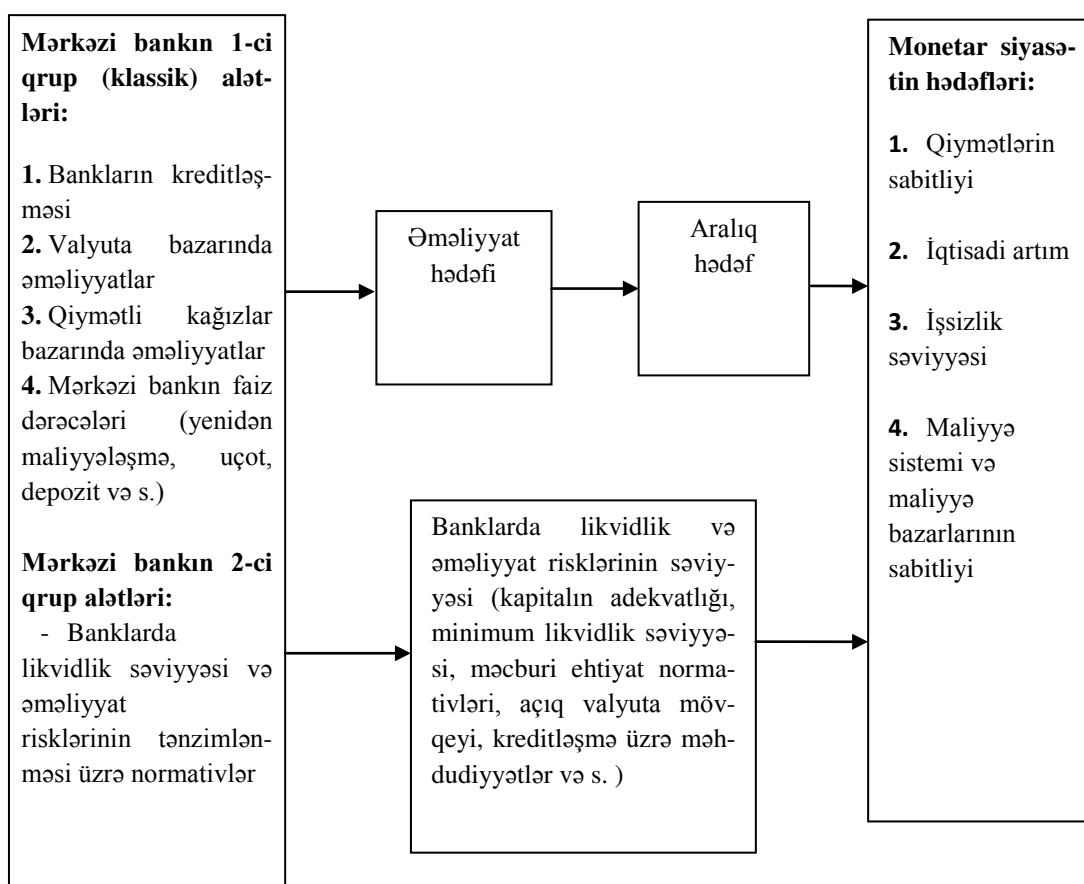 Mərkəzi bankın 1-ci
qrup (klassik) alət-
ləri:
1. Bankların kreditləş-
məsi
2. Valyuta bazarında
əməliyyatlar
3. Qiymətli kağızlar
bazarında əməliyyatlar
4. Mərkəzi bankın faiz
dərəcələri (yenidən
maliyyələşmə, uçot,
depozit və s.)
Mərkəzi bankın 2-ci
qrup alətləri:
- Banklarda
likvidlik səviyyəsi və
əməliyyat
risklərinin tənzimlən-
məsi üzrə normativlər
Əməliyyat
hədəfi
Aralıq
hədəf
Banklarda likvidlik və
əməliyyat risklərinin səviy-
yəsi (kapitalın adekvatlığı,
minimum likvidlik səviyyə-
si, məcburi ehtiyat norma-
tivləri, açıq valyuta möv-
qeyi, kreditləşmə üzrə məh-
dudiyyətlər və s. )
Monetar siyasə-
tin hədəfləri:
1. Qiymətlərin
sabitliyi
2. İqtisadi artım
3. İşsizlik
səviyyəsi
4. Maliyyə
sistemi və
maliyyə
bazarlarının
sabitliyi